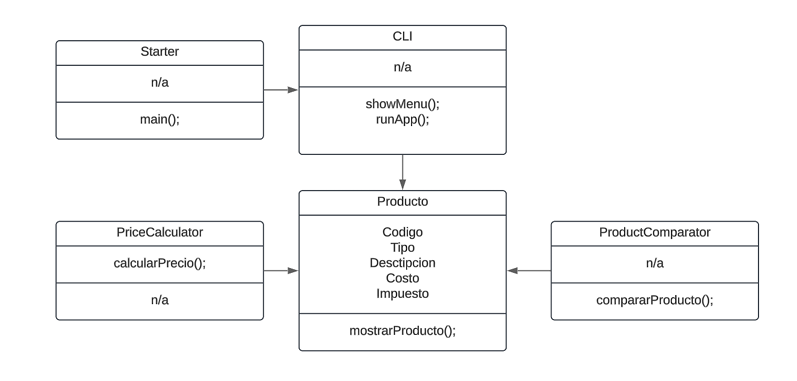 Starter
n/a
main();
CLI
n/a
showMenu();
runApp();
PriceCalculator
calcularPrecio();
n/a
Producto
Codigo
Tipo
Desctipcion
Costo
Impuesto
mostrarProducto();
ProductComparator
n/a
compararProducto();